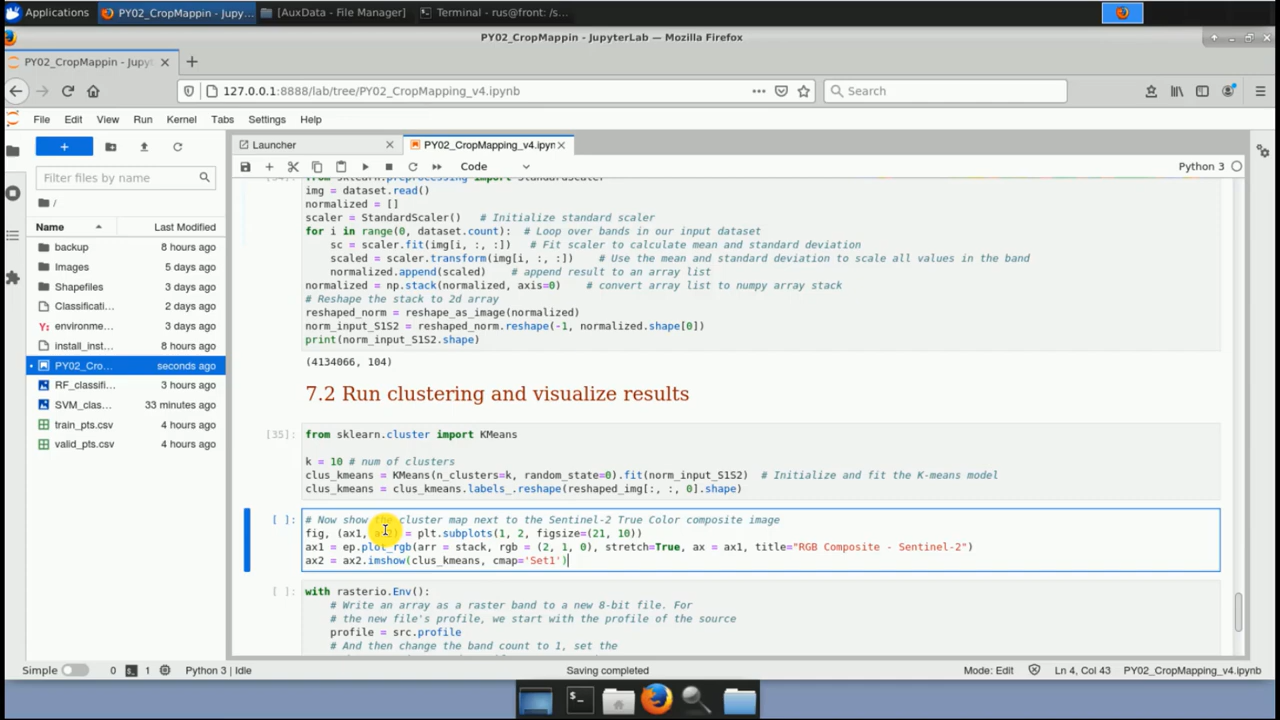 Applications
PY02_CropMappin - Jupy...
[AuxData - File Manager]
Terminal - rus@front: /s...
PY02_CropMappin - JupyterLab — Mozilla Firefox
PY02_CropMappin - Jupyt
127.0.0.1:8888/lab/tree/PY02_CropMapping_v4.ipynb
Search
File Edit View Run Kernel Tabs Settings Help
Launcher
PY02_CropMapping_v4.ipyn
Code
Python 3
Filter files by name
/
Name Last Modified
backup 8 hours ago
Images 5 days ago
Shapefiles 3 days ago
Classificati... 2 days ago
environme... 3 days ago
install_inst... 8 hours ago
PY02_Cro... seconds ago
RF_classifi... 3 hours ago
SVM_clas... 33 minutes ago
train_pts.csv 4 hours ago
valid_pts.csv 4 hours ago
from sklearn.preprocessing import StandardScaler
img = dataset.read()
normalized = []
scaler = StandardScaler() # Initialize standard scaler
for i in range(0, dataset.count): # Loop over bands in our input dataset
sc = scaler.fit(img[i, :, :]) # Fit scaler to calculate mean and standard deviation
scaled = scaler.transform(img[i, :, :]) # Use the mean and standard deviation to scale all values in the band
normalized.append(scaled) # append result to an array list
normalized = np.stack(normalized, axis=0) # convert array list to numpy array stack
# Reshape the stack to 2d array
reshaped_norm = reshape_as_image(normalized)
norm_input_S1S2 = reshaped_norm.reshape(-1, normalized.shape[0])
print(norm_input_S1S2.shape)
(4134066, 104)
7.2 Run clustering and visualize results
[35]: from sklearn.cluster import KMeans
k = 10 # num of clusters
clus_kmeans = KMeans(n_clusters=k, random_state=0).fit(norm_input_S1S2) # Initialize and fit the K-means model
clus_kmeans = clus_kmeans.labels_.reshape(reshaped_img[:, :, 0].shape)
[ ]: # Now show the cluster map next to the Sentinel-2 True Color composite image
fig, (ax1, ax2) = plt.subplots(1, 2, figsize=(21, 10))
ax1 = ep.plot_rgb(arr = stack, rgb = (2, 1, 0), stretch=True, ax = ax1, title="RGB Composite - Sentinel-2")
ax2 = ax2.imshow(clus_kmeans, cmap='Set1')
[ ]: with rasterio.Env():
# Write an array as a raster band to a new 8-bit file. For
# the new file's profile, we start with the profile of the source
profile = src.profile
# And then change the band count to 1, set the
Simple 0 1 Python 3 | Idle Saving completed Mode: Edit Ln 4, Col 43 PY02_CropMapping_v4.ipynb